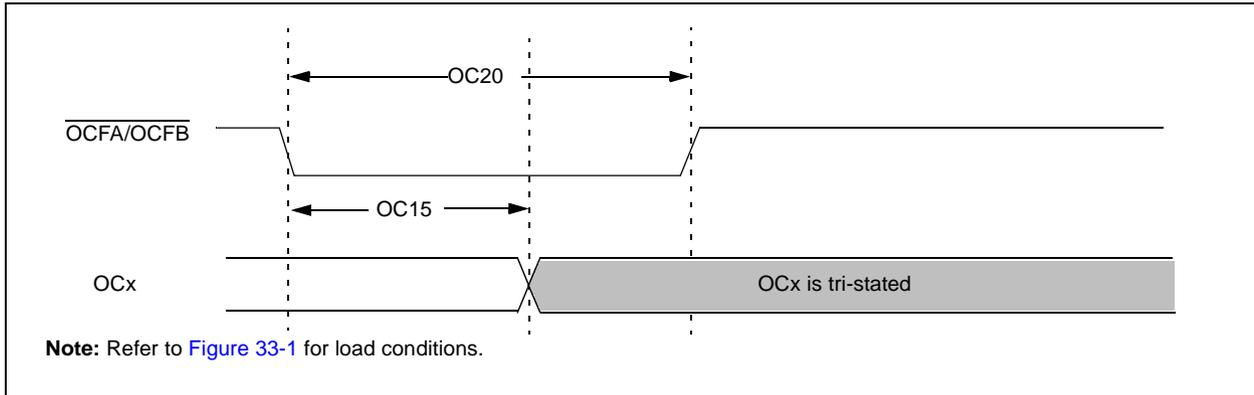 OC20
OCFA/OCFB
OC15
OCx
OCx is tri-stated
Note: Refer to Figure 33-1 for load conditions.